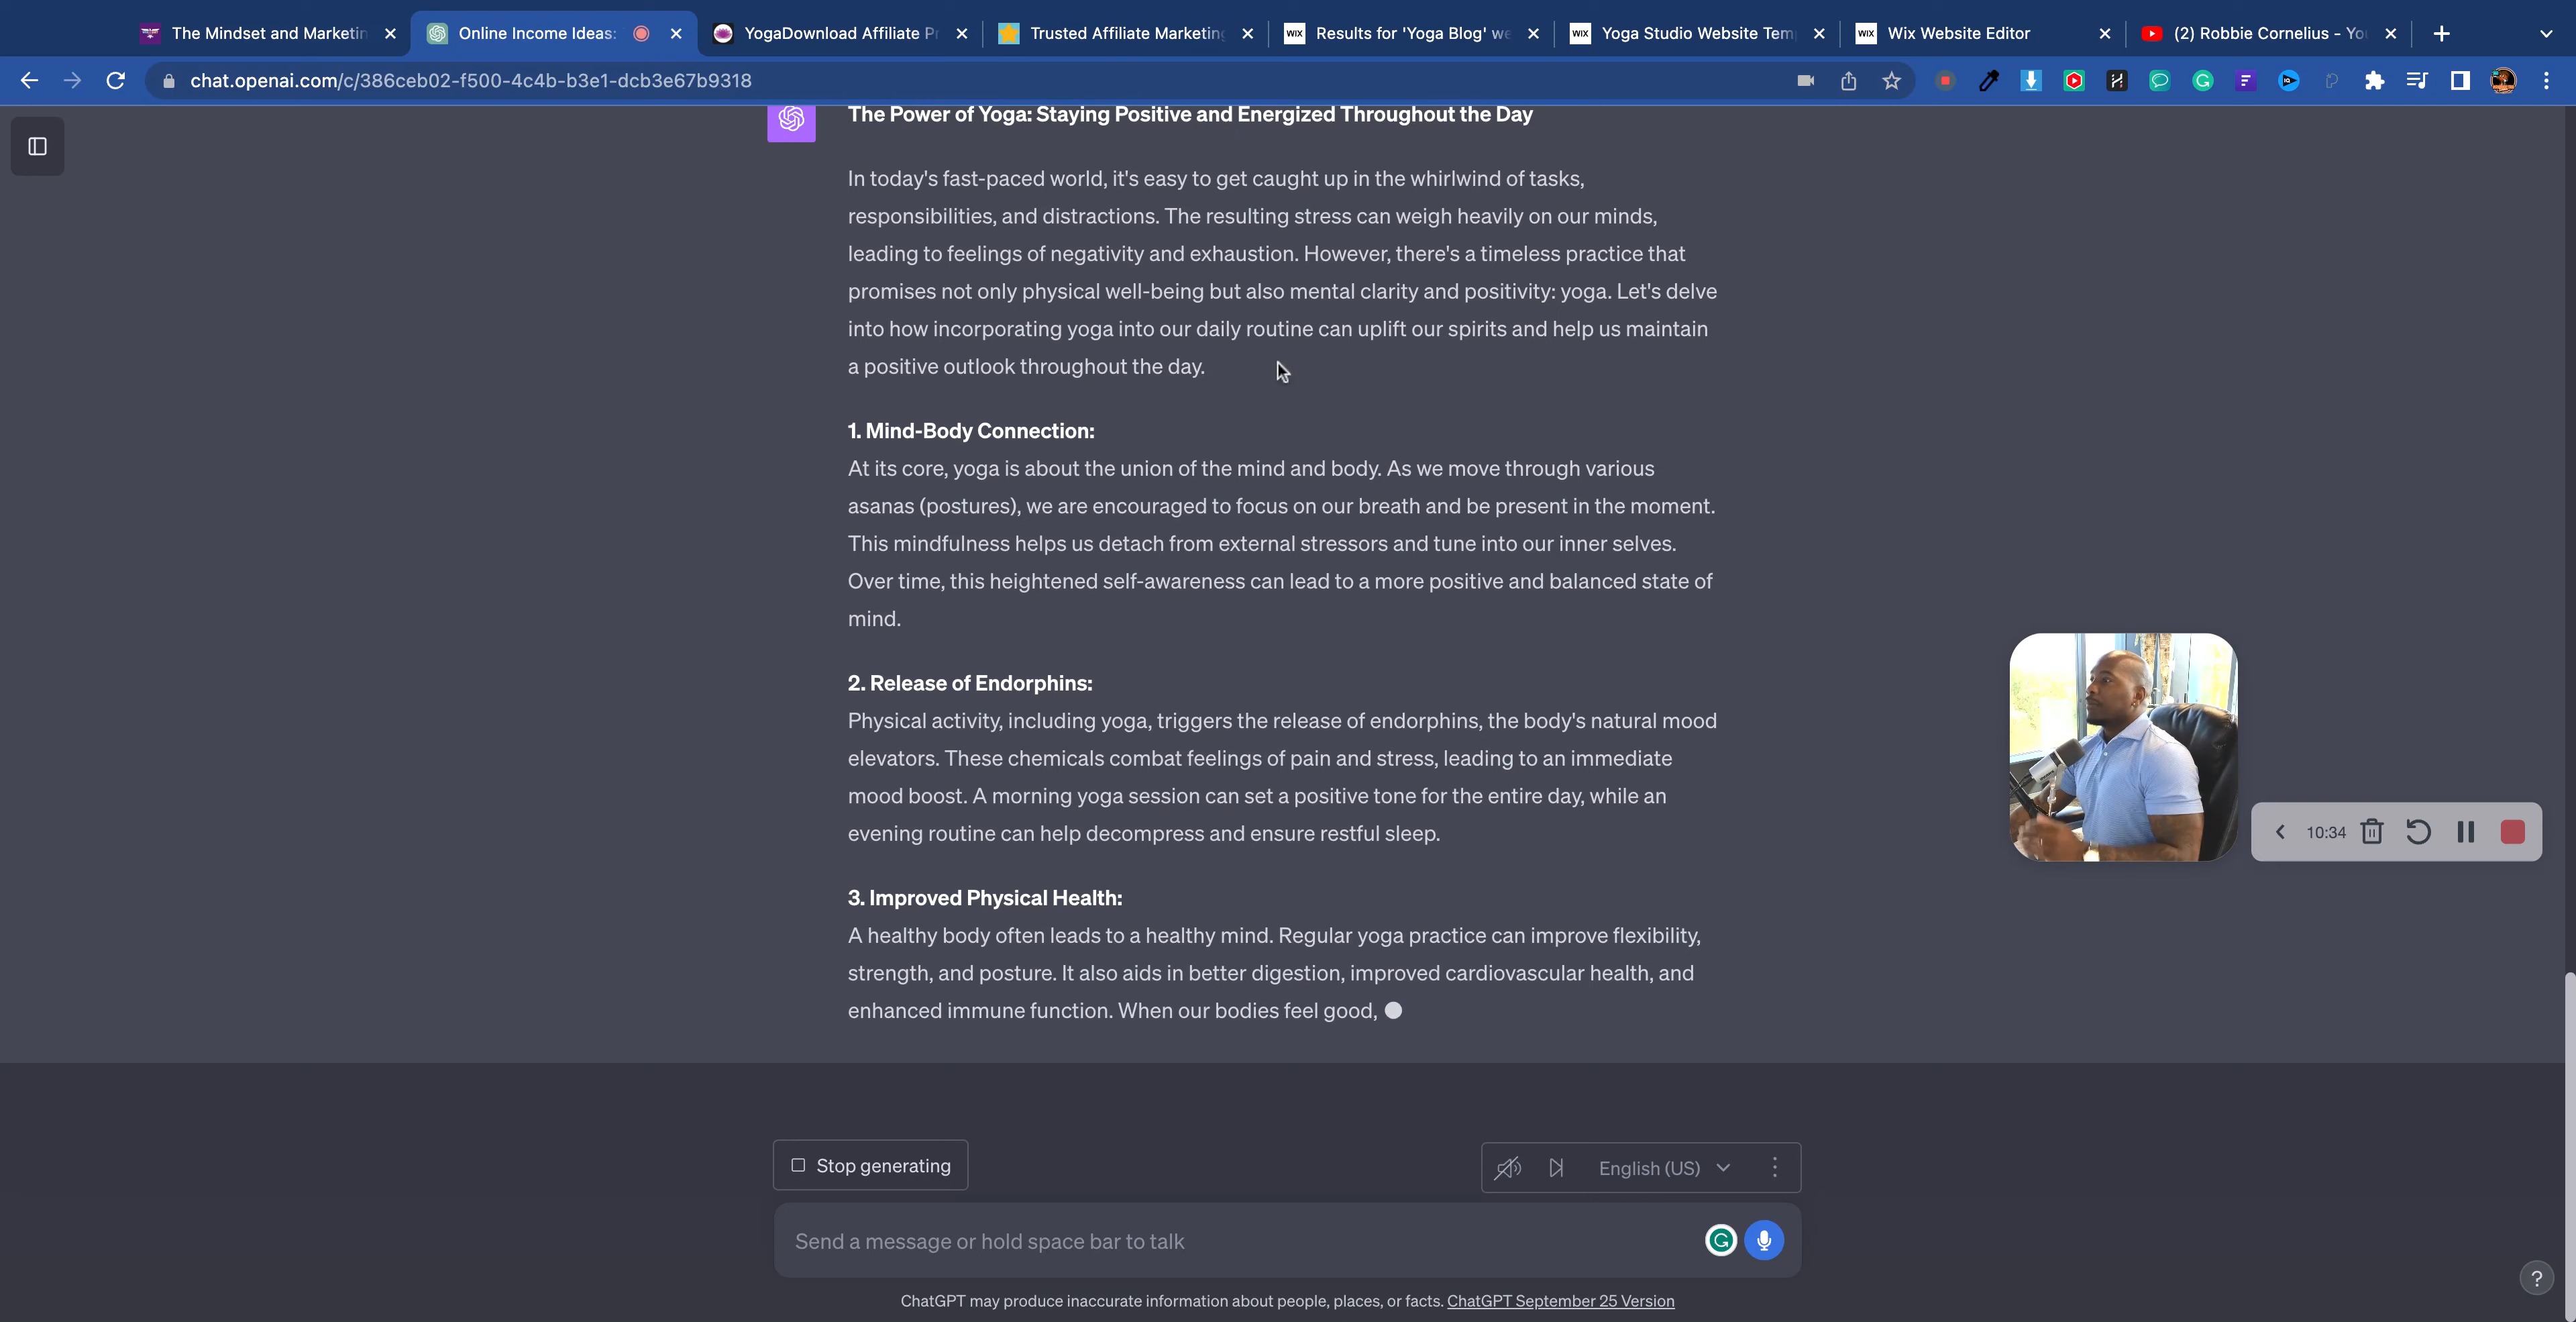 The Mindset and Marketin
Online Income Ideas:
YogaDownload Affiliate Pr
Trusted Affiliate Marketing
WIX Results for 'Yoga Blog' we
WIX Yoga Studio Website Tem
WIX Wix Website Editor
(2) Robbie Cornelius - You
chat.openai.com/c/386ceb02-f500-4c4b-b3e1-dcb3e67b9318
The Power of Yoga: Staying Positive and Energized Throughout the Day
In today's fast-paced world, it's easy to get caught up in the whirlwind of tasks,
responsibilities, and distractions. The resulting stress can weigh heavily on our minds,
leading to feelings of negativity and exhaustion. However, there's a timeless practice that
promises not only physical well-being but also mental clarity and positivity: yoga. Let's delve
into how incorporating yoga into our daily routine can uplift our spirits and help us maintain
a positive outlook throughout the day.
1. Mind-Body Connection:
At its core, yoga is about the union of the mind and body. As we move through various
asanas (postures), we are encouraged to focus on our breath and be present in the moment.
This mindfulness helps us detach from external stressors and tune into our inner selves.
Over time, this heightened self-awareness can lead to a more positive and balanced state of
mind.
2. Release of Endorphins:
Physical activity, including yoga, triggers the release of endorphins, the body's natural mood
elevators. These chemicals combat feelings of pain and stress, leading to an immediate
mood boost. A morning yoga session can set a positive tone for the entire day, while an
evening routine can help decompress and ensure restful sleep.
3. Improved Physical Health:
A healthy body often leads to a healthy mind. Regular yoga practice can improve flexibility,
strength, and posture. It also aids in better digestion, improved cardiovascular health, and
enhanced immune function. When our bodies feel good,
10:34
Stop generating
English (US)
Send a message or hold space bar to talk
ChatGPT may produce inaccurate information about people, places, or facts. ChatGPT September 25 Version
?